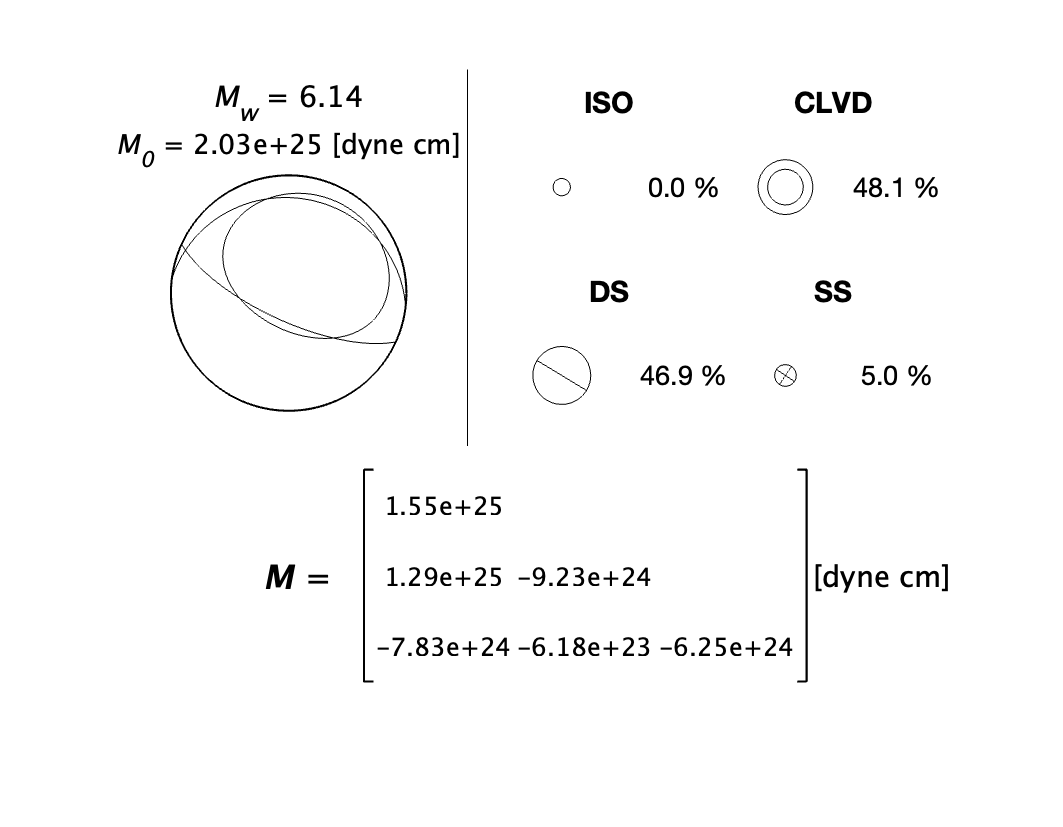 Mw = 6.14
M0 = 2.03e+25 [dyne cm]
ISO
CLVD
0.0 %
48.1 %
DS
SS
46.9 %
5.0 %
1.55e+25
M =
1.29e+25 −9.23e+24
[dyne cm]
−7.83e+24 −6.18e+23 −6.25e+24